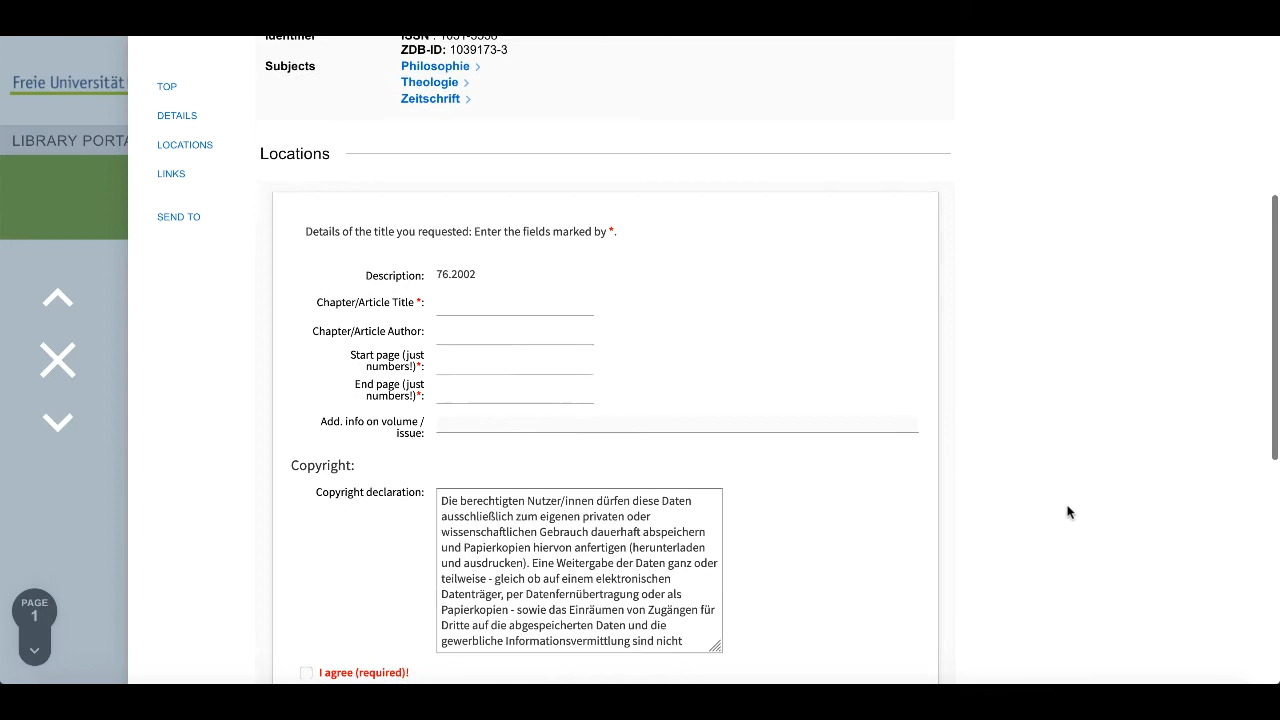 ZDB-ID: 1039173-3
Subjects
Philosophie
Theologie
Zeitschrift
Freie Universität
LIBRARY PORTA
TOP
DETAILS
LOCATIONS
LINKS
SEND TO
Locations
Details of the title you requested: Enter the fields marked by *.
Description: 76.2002
Chapter/Article Title *:
Chapter/Article Author:
Start page (just
numbers!)*:
End page (just
numbers!)*:
Add. info on volume /
issue:
Copyright:
Copyright declaration:
Die berechtigten Nutzer/innen dürfen diese Daten
ausschließlich zum eigenen privaten oder
wissenschaftlichen Gebrauch dauerhaft abspeichern
und Papierkopien hiervon anfertigen (herunterladen
und ausdrucken). Eine Weitergabe der Daten ganz oder
teilweise - gleich ob auf einem elektronischen
Datenträger, per Datenfernübertragung oder als
Papierkopien - sowie das Einräumen von Zugängen für
Dritte auf die abgespeicherten Daten und die
gewerbliche Informationsvermittlung sind nicht
I agree (required)!
PAGE
1